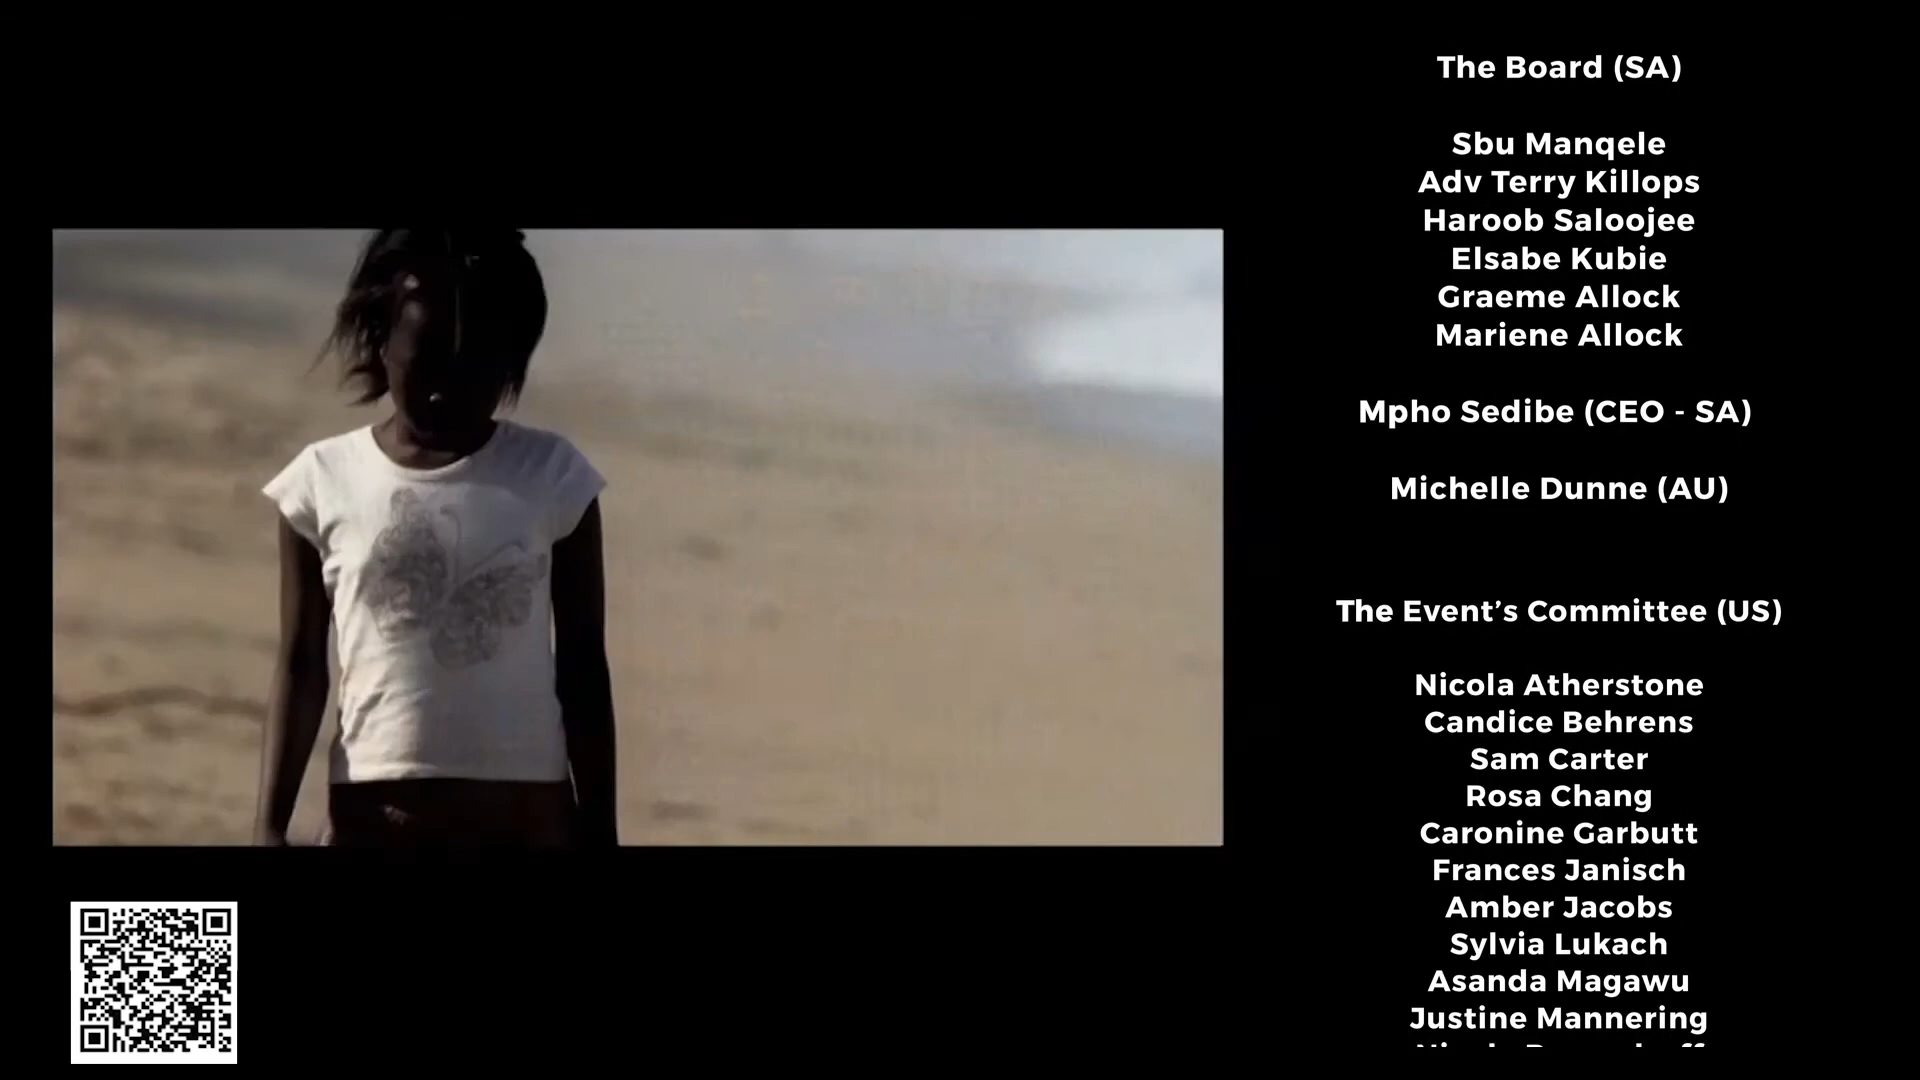 The Board (SA)
Sbu Manqele
Adv Terry Killops
Haroob Saloojee
Elsabe Kubie
Graeme Allock
Mariene Allock
Mpho Sedibe (CEO - SA)
Michelle Dunne (AU)
The Event’s Committee (US)
Nicola Atherstone
Candice Behrens
Sam Carter
Rosa Chang
Caronine Garbutt
Frances Janisch
Amber Jacobs
Sylvia Lukach
Asanda Magawu
Justine Mannering